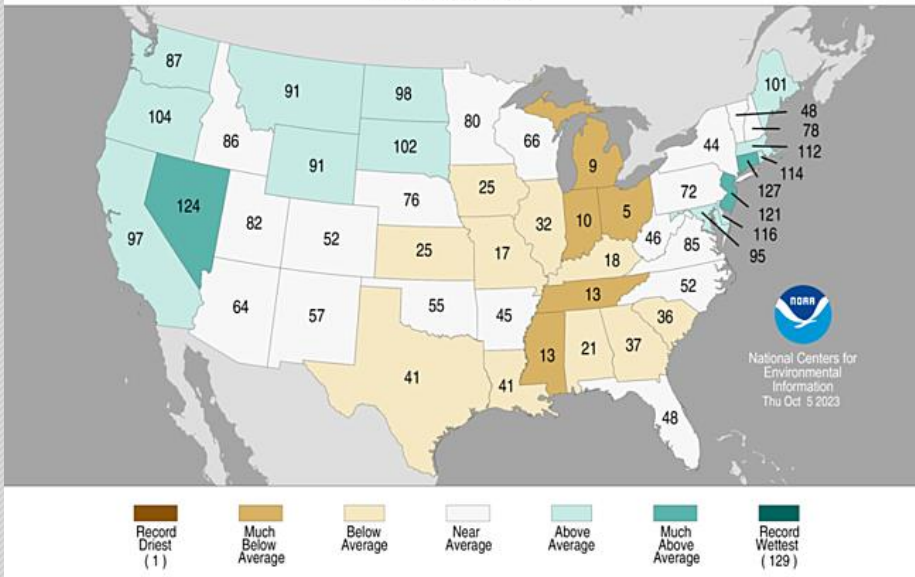 87
91
98
80
101
48
104
86
66
44
78
102
9
112
91
114
124
76
25
72
127
82
32
10
5
121
52
46
85
116
97
25
17
18
95
64
57
55
45
13
52
36
13
21
37
41
41
48
NOAA
National Centers for
Environmental
Information
Thu Oct 5 2023
Record
Driest
(1)
Much
Below
Average
Below
Average
Near
Average
Above
Average
Much
Above
Average
Record
Wettest
(129)